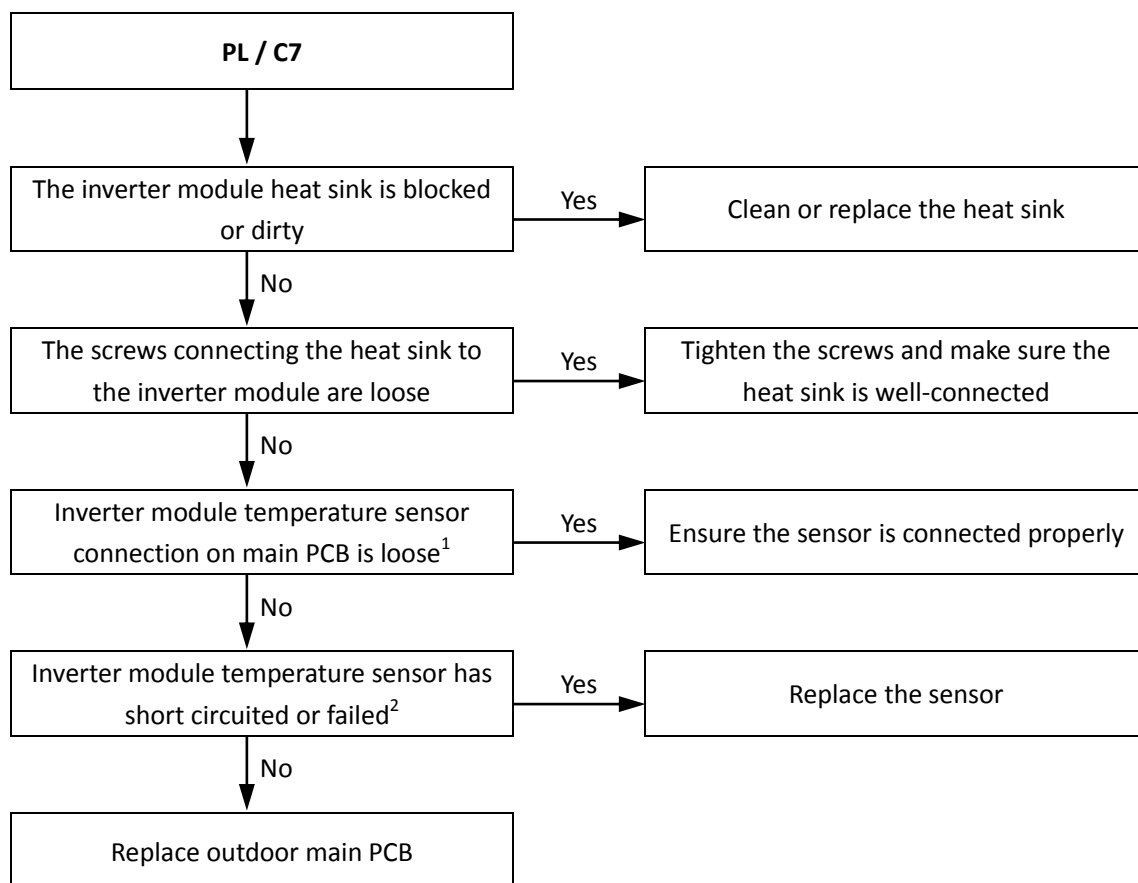 PL / C7
The inverter module heat sink is blocked
or dirty
Yes
Clean or replace the heat sink
No
The screws connecting the heat sink to
the inverter module are loose
Yes
Tighten the screws and make sure the
heat sink is well-connected
No
Inverter module temperature sensor
connection on main PCB is loose1
Yes
Ensure the sensor is connected properly
No
Inverter module temperature sensor has
short circuited or failed2
Yes
Replace the sensor
No
Replace outdoor main PCB